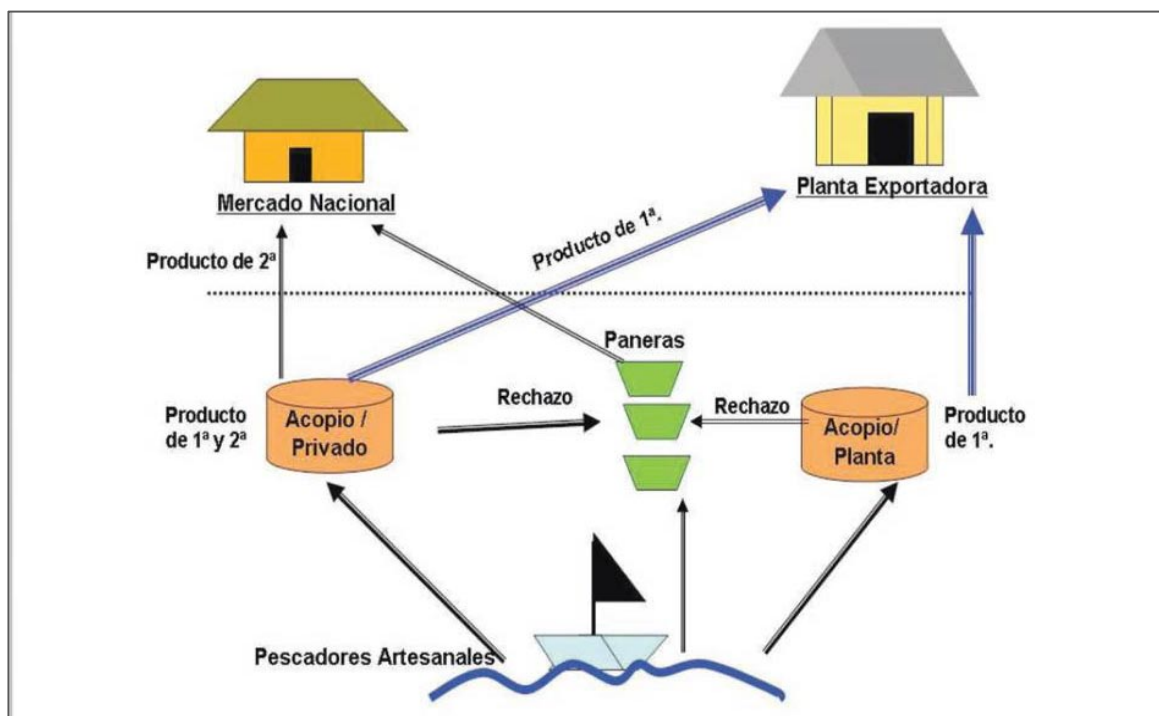 Mercado Nacional
Planta Exportadora
Producto de 1ª.
Producto de 2ª
Paneras
Producto
de 1ª y 2ª
Acopio /
Privado
Rechazo
Rechazo
Acopio/
Planta
Producto
de 1ª.
Pescadores Artesanales